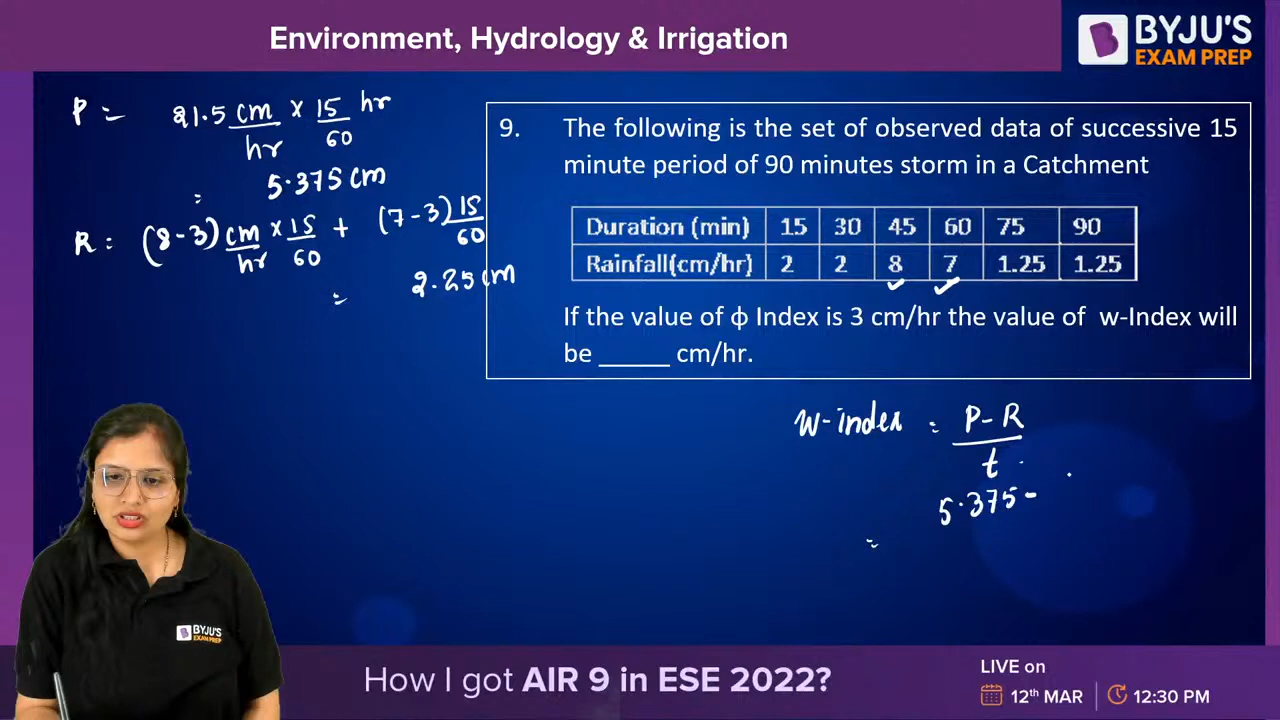 Environment, Hydrology & Irrigation
BYJU'S
EXAM PREP
P = 21.5 cm/hr × 15/60 hr
= 5.375 cm
R = (8-3) cm/hr × 15/60 + (7-3) 15/60
= 2.25 cm
9. The following is the set of observed data of successive 15
minute period of 90 minutes storm in a Catchment
Duration (min) 15 30 45 60 75 90
Rainfall(cm/hr) 2 2 8 7 1.25 1.25
If the value of ϕ Index is 3 cm/hr the value of w-Index will
be ______ cm/hr.
W-index = P-R/t
= 5.375-
BYJU'S
EXAM PREP
How I got AIR 9 in ESE 2022?
LIVE on
12th MAR | 12:30 PM